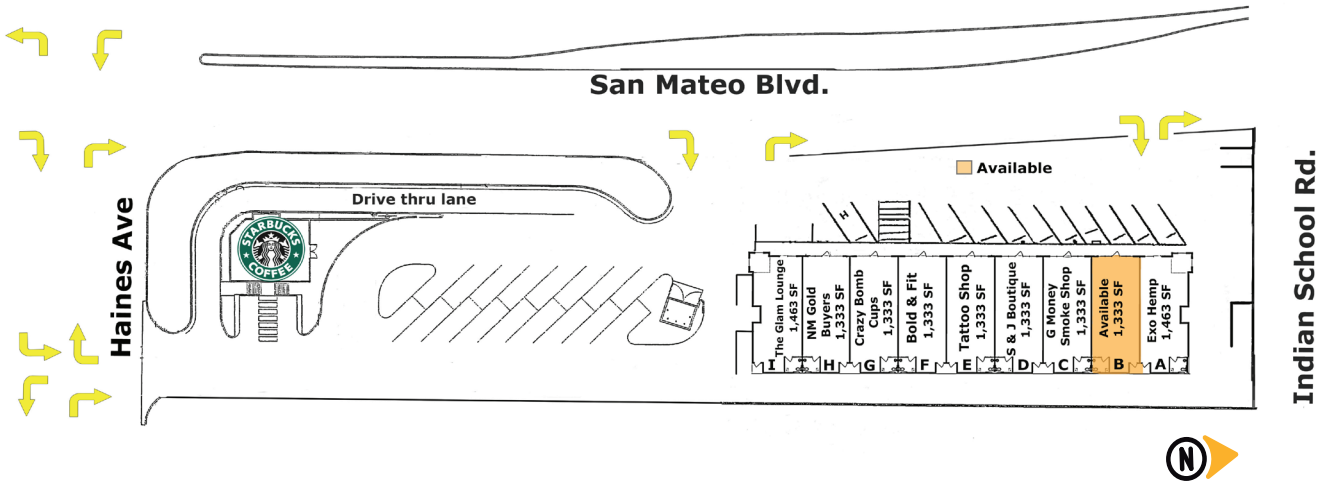 San Mateo Blvd.
Available
Drive thru lane
STARBUCKS
COFFEE
Haines Ave
Indian School Rd.
H
The Glam Lounge
1,463 SF
NM Gold
Buyers
1,333 SF
Crazy Bomb
Cups
1,333 SF
Bold & Fit
1,333 SF
Tattoo Shop
1,333 SF
S & J Boutique
1,333 SF
G Money
Smoke Shop
1,333 SF
Available
1,333 SF
Exo Hemp
1,463 SF
I H G F E D C B A
N